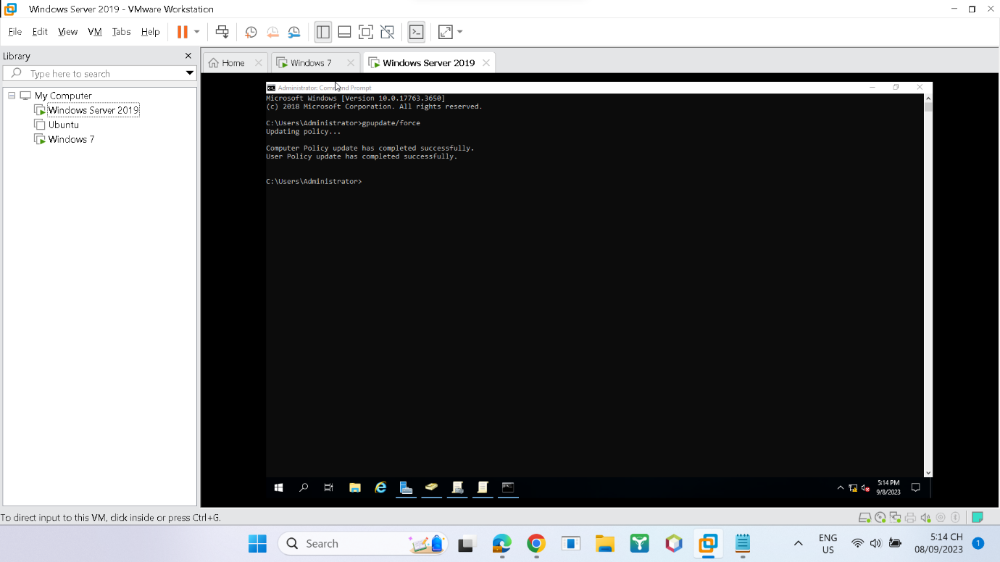 Windows Server 2019 - VMware Workstation
File Edit View VM Tabs Help
Library
Type here to search
My Computer
Windows Server 2019
Ubuntu
Windows 7
Home
Windows 7
Windows Server 2019
Administrator: Command Prompt
Microsoft Windows [Version 10.0.17763.3650]
(c) 2018 Microsoft Corporation. All rights reserved.
C:\Users\Administrator>gpupdate/force
Updating policy...
Computer Policy update has completed successfully.
User Policy update has completed successfully.
C:\Users\Administrator>
5:14 PM
9/8/2023
To direct input to this VM, click inside or press Ctrl+G.
Search
ENG
US
5:14 CH
08/09/2023
1